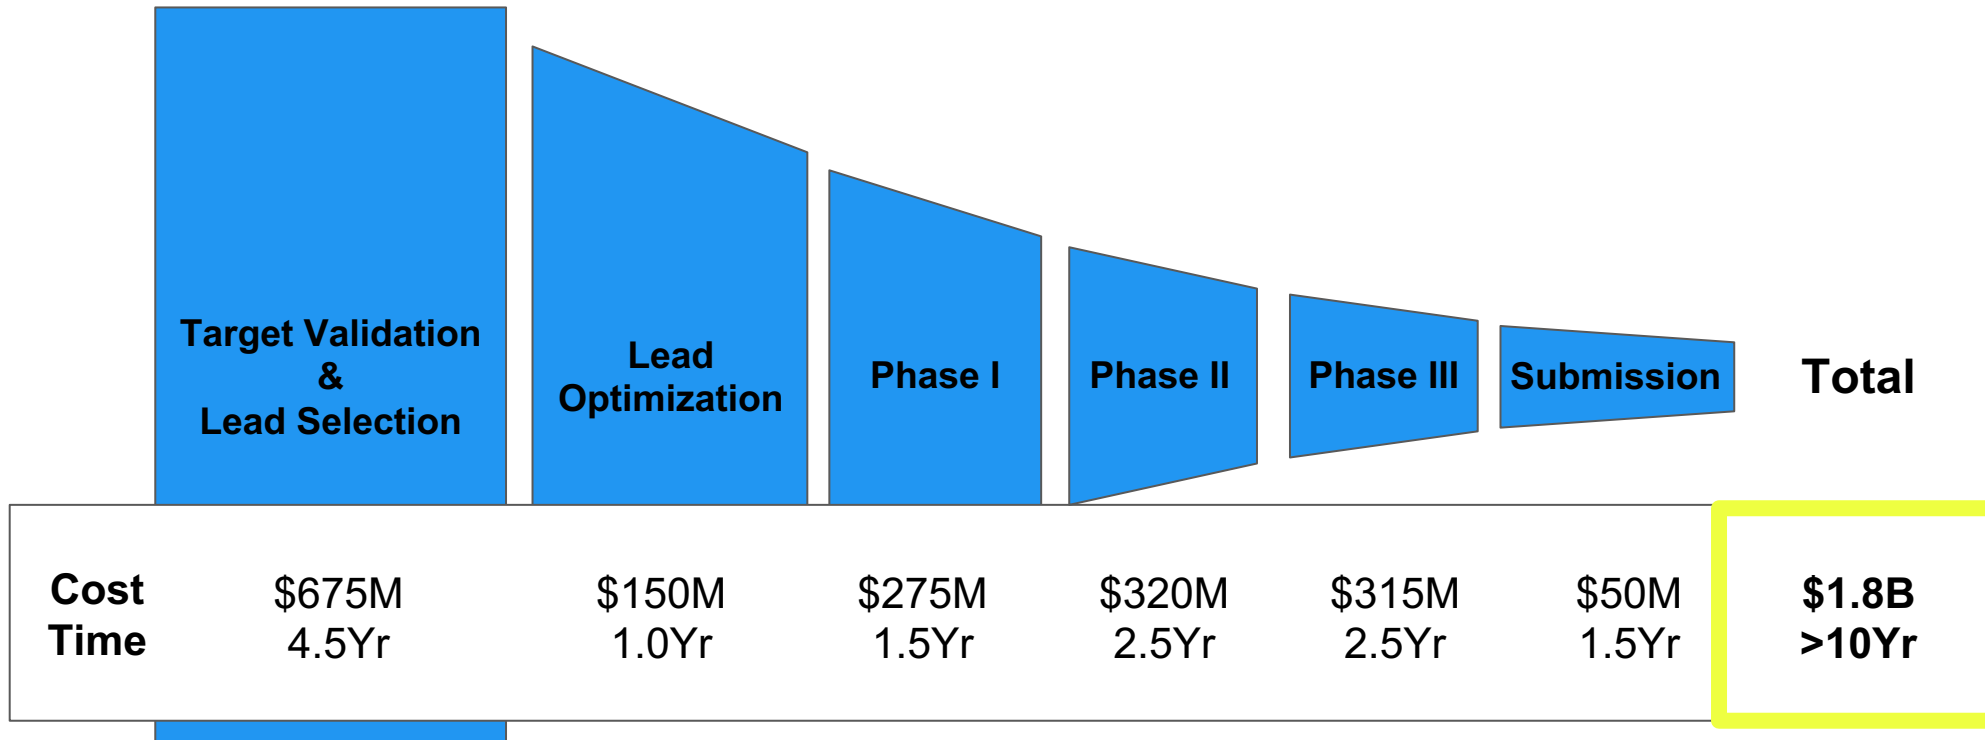 Target Validation
&
Lead Selection
Lead
Optimization
Phase I
Phase II
Phase III
Submission
Total
Cost $675M $150M $275M $320M $315M $50M $1.8B
Time 4.5Yr 1.0Yr 1.5Yr 2.5Yr 2.5Yr 1.5Yr >10Yr